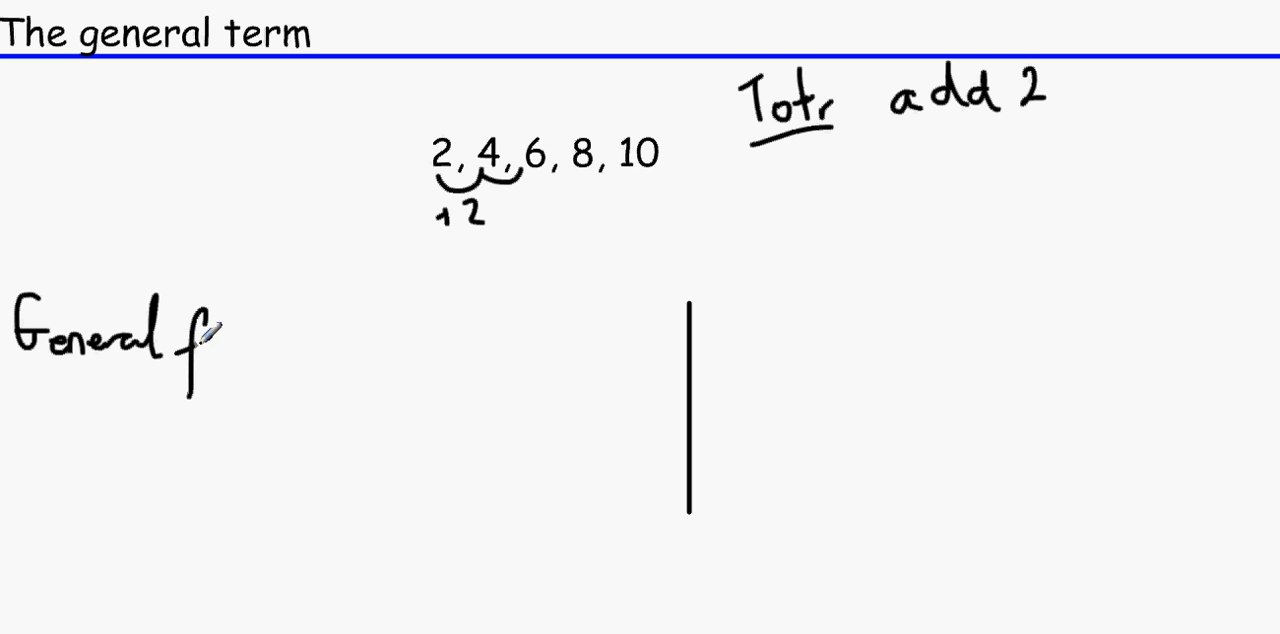 The general term
Totr add 2
2, 4, 6, 8, 10
+2
General f